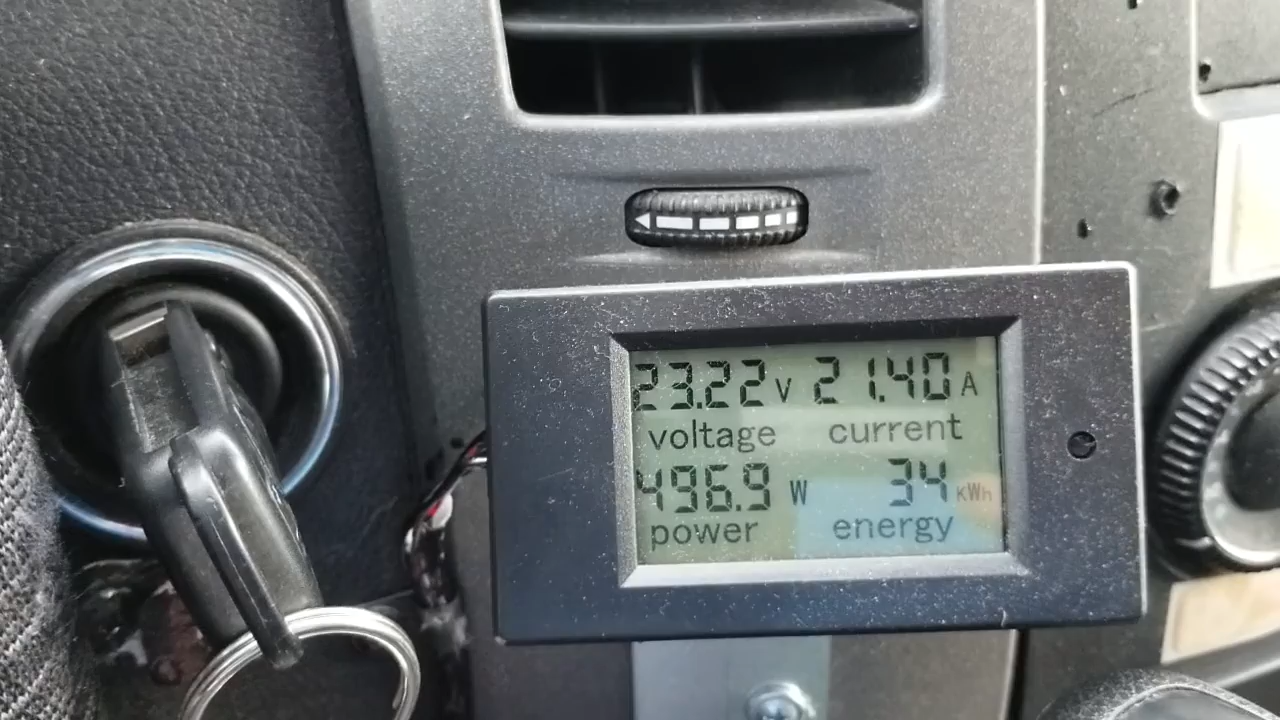 23.22 V 21.40 A
voltage current
496.9 W 34 kWh
power energy